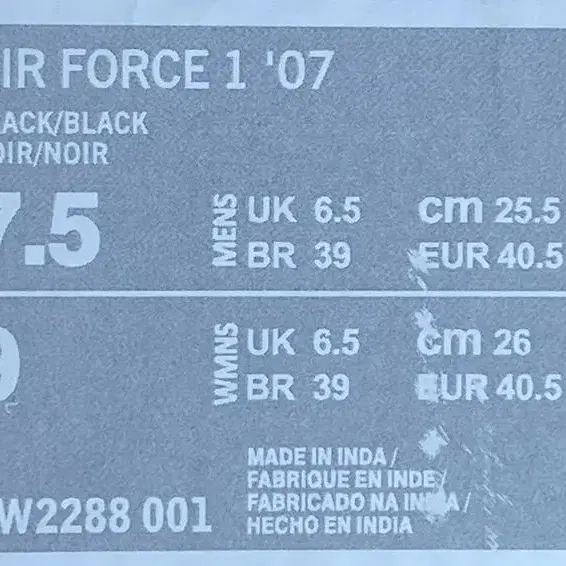 IR FORCE 1 '07
ACK/BLACK
OIR/NOIR
7.5 MENS UK 6.5 cm 25.5
BR 39 EUR 40.5
9 WMNS UK 6.5 cm 26
BR 39 EUR 40.5
MADE IN INDA /
FABRIQUE EN INDE/
FABRICADO NA INDIA /
HECHO EN INDIA
W2288 001